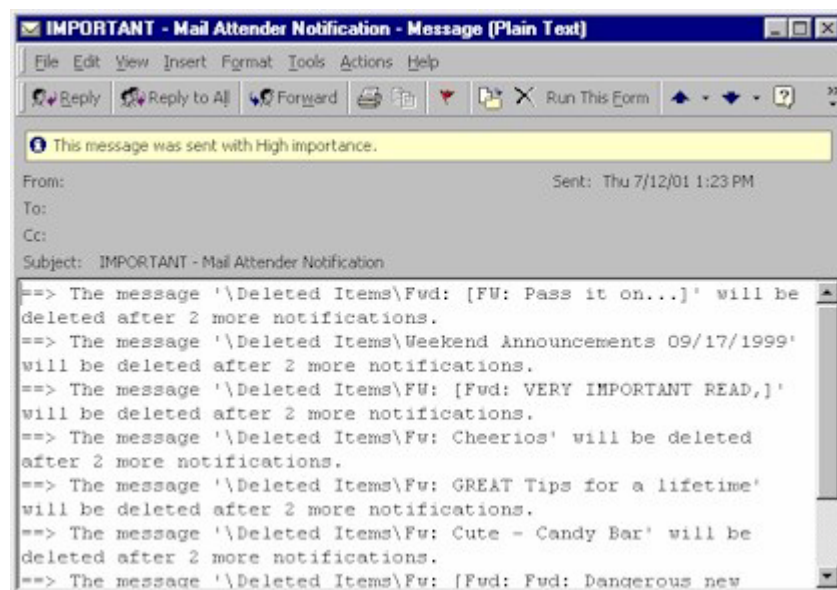 IMPORTANT - Mail Attender Notification - Message (Plain Text)
File Edit View Insert Format Tools Actions Help
Reply Reply to All Forward Run This Form
This message was sent with High importance.
From: Sent: Thu 7/12/01 1:23 PM
To:
Cc:
Subject: IMPORTANT - Mail Attender Notification
==> The message '\Deleted Items\Fwd: [FW: Pass it on...]' will be
deleted after 2 more notifications.
==> The message '\Deleted Items\Weekend Announcements 09/17/1999'
will be deleted after 2 more notifications.
==> The message '\Deleted Items\FW: [Fwd: VERY IMPORTANT READ,]'
will be deleted after 2 more notifications.
==> The message '\Deleted Items\Fw: Cheerios' will be deleted
after 2 more notifications.
==> The message '\Deleted Items\Fw: GREAT Tips for a lifetime'
will be deleted after 2 more notifications.
==> The message '\Deleted Items\Fw: Cute - Candy Bar' will be
deleted after 2 more notifications.
==> The message '\Deleted Items\Fw: [Fwd: Fwd: Dangerous new